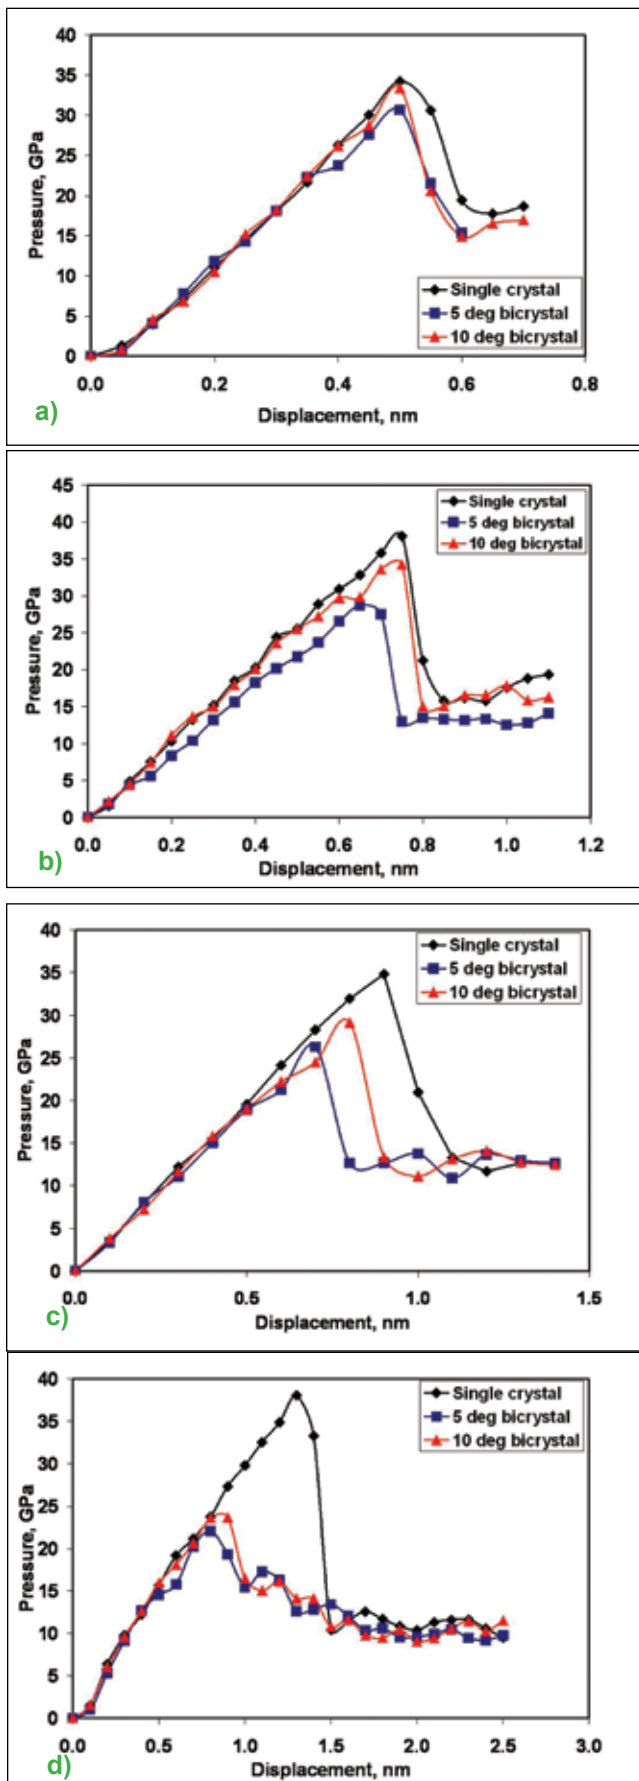 40
35
30
25
20
15
10
5
0
Pressure, GPa
Single crystal
5 deg bicrystal
10 deg bicrystal
0.0 0.2 0.4 0.6 0.8
Displacement, nm
a)
45
40
35
30
25
20
15
10
5
0
Pressure, GPa
Single crystal
5 deg bicrystal
10 deg bicrystal
0.0 0.2 0.4 0.6 0.8 1.0 1.2
Displacement, nm
b)
40
35
30
25
20
15
10
5
0
Pressure, GPa
Single crystal
5 deg bicrystal
10 deg bicrystal
0.0 0.5 1.0 1.5
Displacement, nm
c)
40
35
30
25
20
15
10
5
0
Pressure, GPa
Single crystal
5 deg bicrystal
10 deg bicrystal
0.0 0.5 1.0 1.5 2.0 2.5 3.0
Displacement, nm
d)